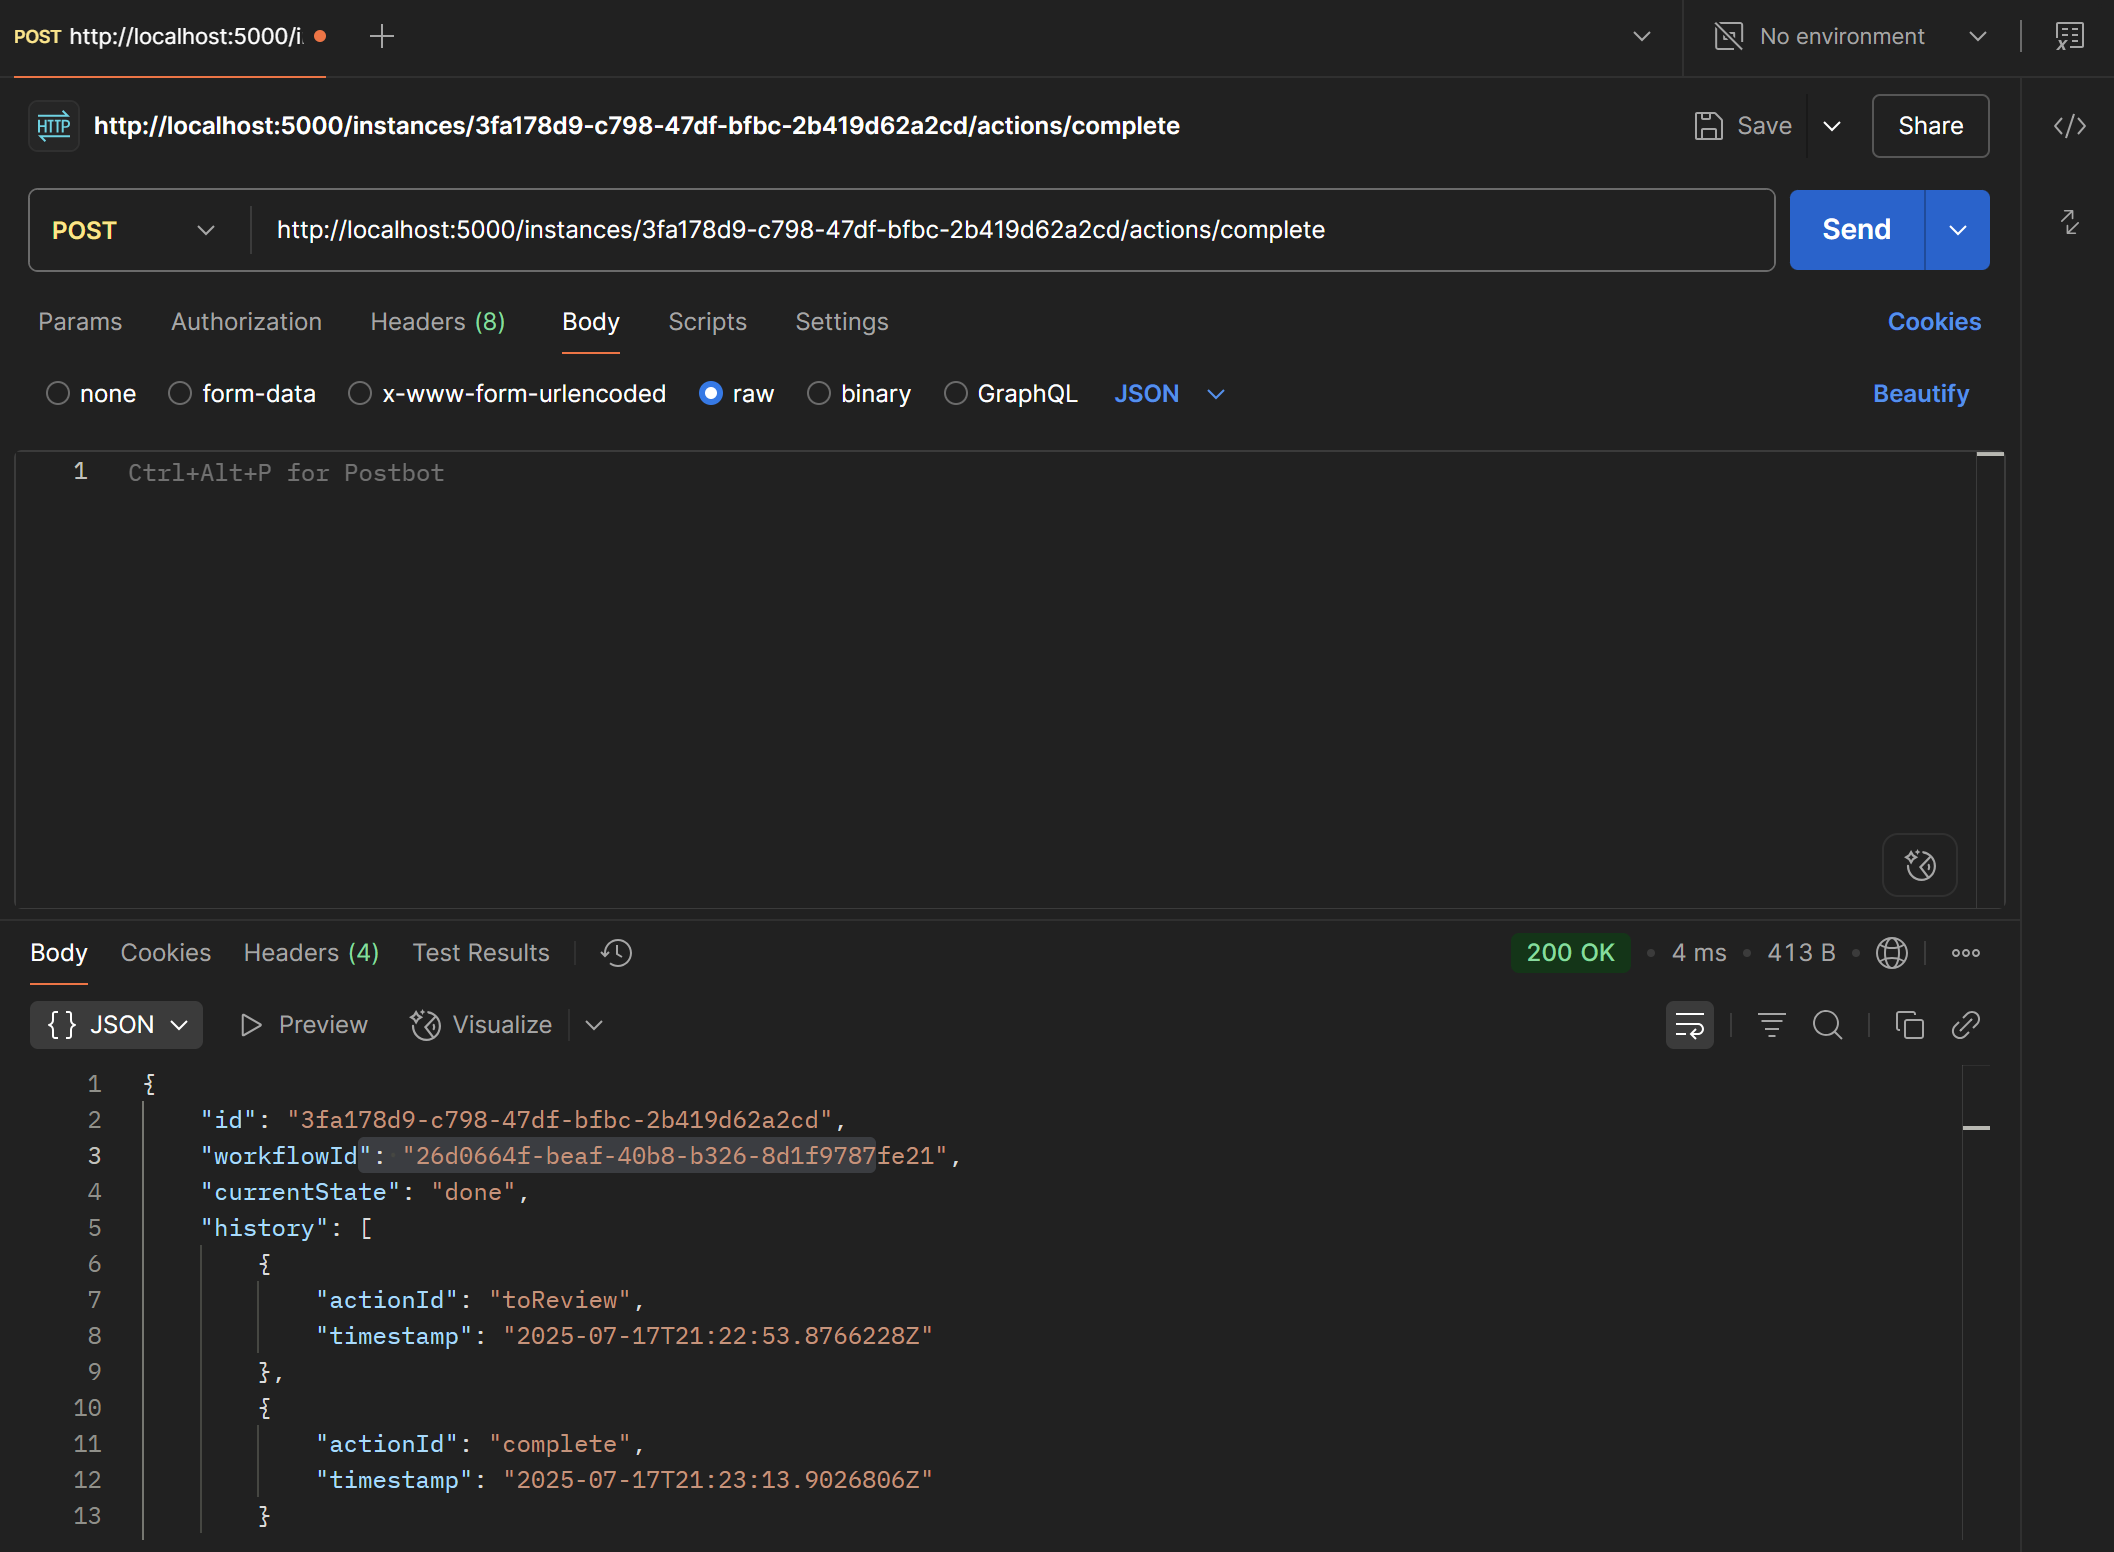 POST http://localhost:5000/i
No environment
HTTP http://localhost:5000/instances/3fa178d9-c798-47df-bfbc-2b419d62a2cd/actions/complete
Save
Share
POST http://localhost:5000/instances/3fa178d9-c798-47df-bfbc-2b419d62a2cd/actions/complete
Send
Params Authorization Headers (8) Body Scripts Settings Cookies
none form-data x-www-form-urlencoded raw binary GraphQL JSON Beautify
1 Ctrl+Alt+P for Postbot
Body Cookies Headers (4) Test Results 200 OK • 4 ms • 413 B •
{} JSON Preview Visualize
1 {
2 "id": "3fa178d9-c798-47df-bfbc-2b419d62a2cd",
3 "workflowId": "26d0664f-beaf-40b8-b326-8d1f9787fe21",
4 "currentState": "done",
5 "history": [
6 {
7 "actionId": "toReview",
8 "timestamp": "2025-07-17T21:22:53.8766228Z"
9 },
10 {
11 "actionId": "complete",
12 "timestamp": "2025-07-17T21:23:13.9026806Z"
13 }